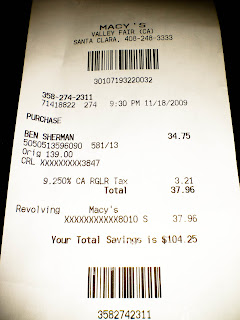 MACY'S
VALLEY FAIR (CA)
SANTA CLARA, 408-248-3333
30107193220032
358-274-2311
71418822 274 9:30 PM 11/18/2009
PURCHASE
BEN SHERMAN 34.75
5050513596090 581/13
Orig 139.00
CRL XXXXXXXXX3847
9.250% CA RGLR Tax 3.21
Total 37.96
Revolving Macy's
XXXXXXXXXXX8010 S 37.96
Your Total Savings is $104.25
3582742311